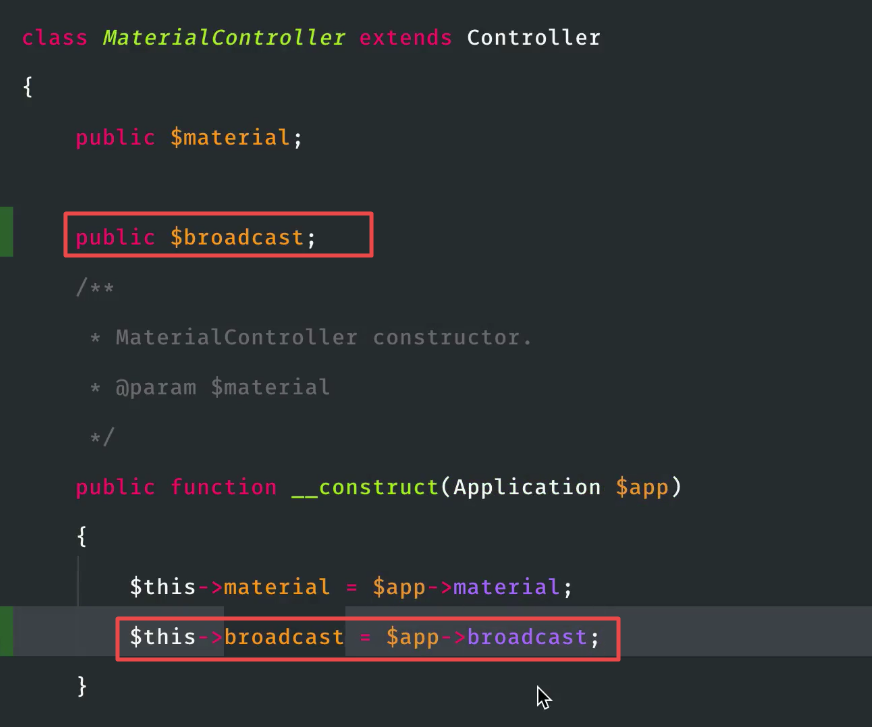 class MaterialController extends Controller
{
public $material;
public $broadcast;
/**
* MaterialController constructor.
* @param $material
*/
public function __construct(Application $app)
{
$this->material = $app->material;
$this->broadcast = $app->broadcast;
}